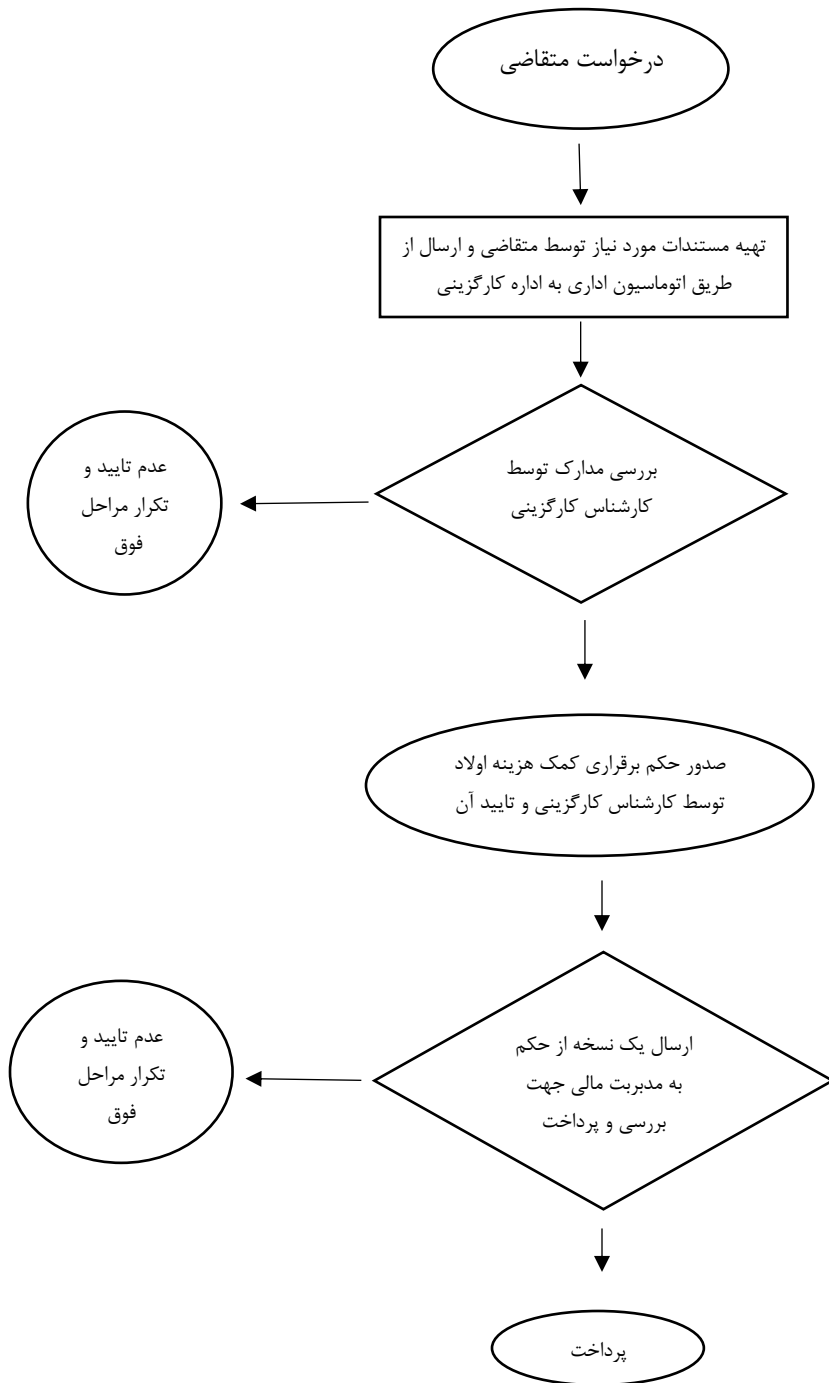 درخواست متقاضی
تهیه مستندات مورد نیاز توسط متقاضی و ارسال از
طریق اتوماسیون اداری به اداره کارگزینی
بررسی مدارک توسط
کارشناس کارگزینی
عدم تایید و
تکرار مراحل
فوق
صدور حکم برقراری کمک هزینه اولاد
توسط کارشناس کارگزینی و تایید آن
ارسال یک نسخه از حکم
به مدیریت مالی جهت
بررسی و پرداخت
عدم تایید و
تکرار مراحل
فوق
پرداخت